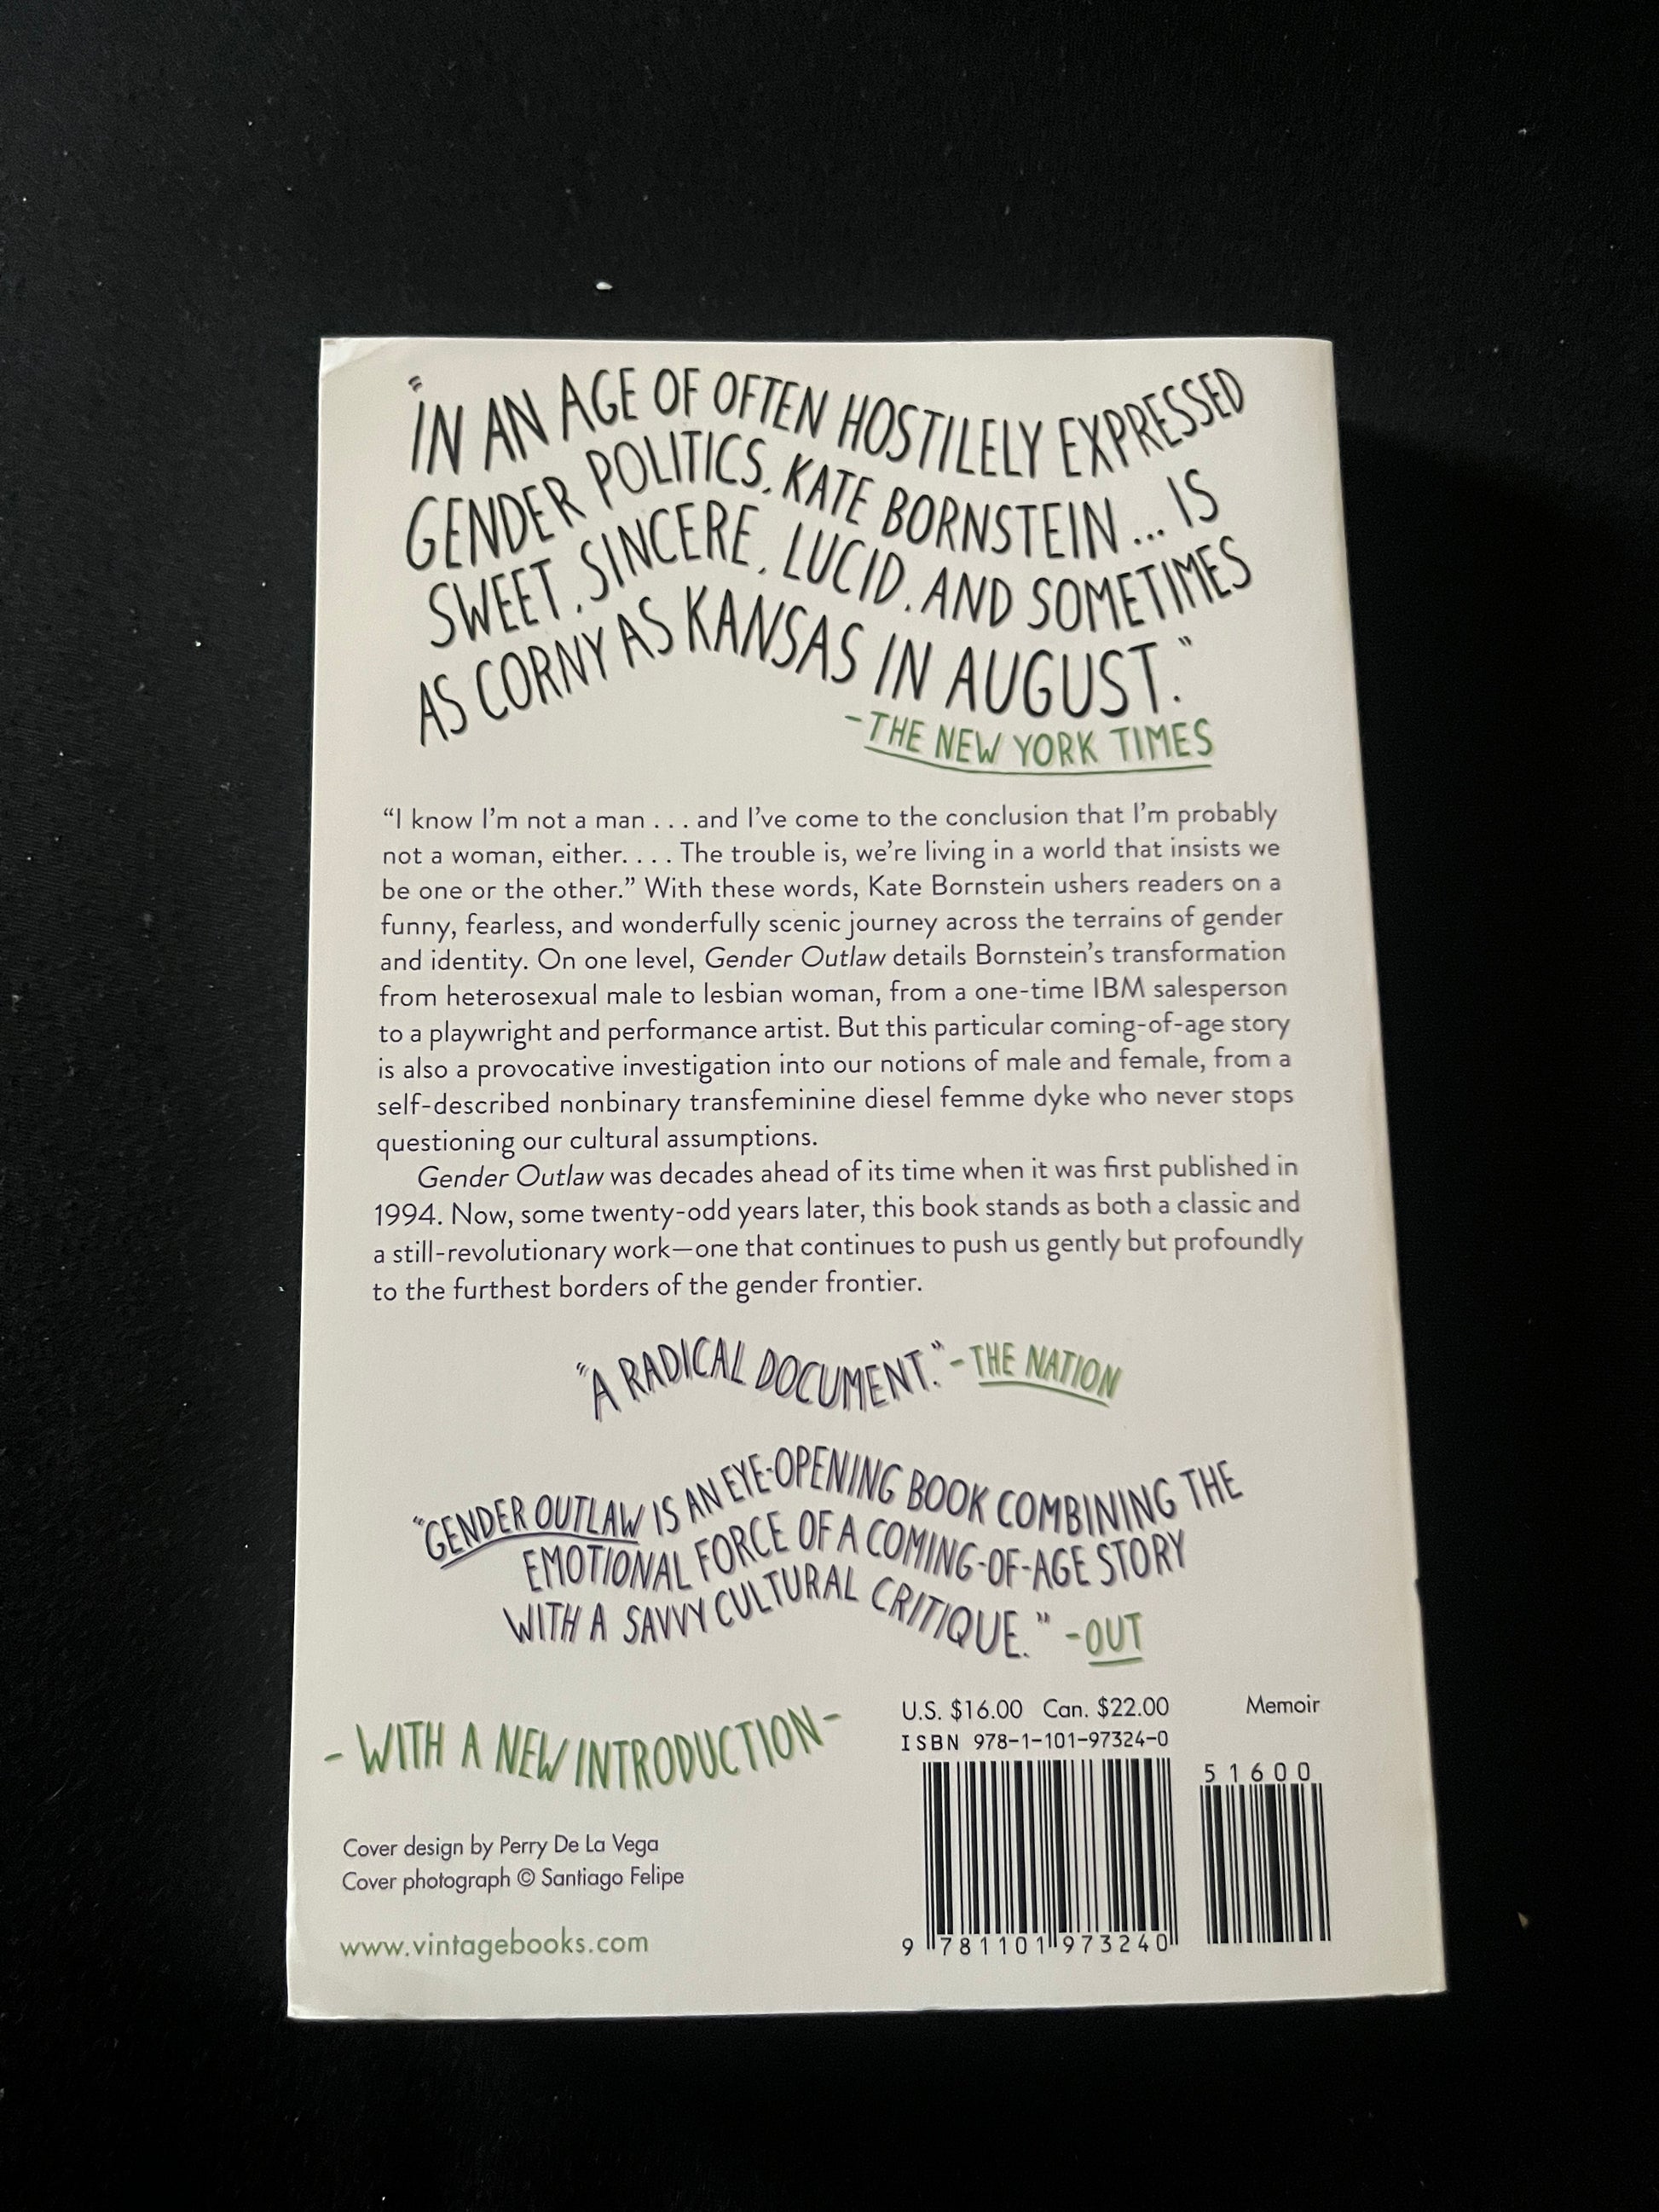 “IN AN AGE OF OFTEN HOSTILELY EXPRESSED
GENDER POLITICS, KATE BORNSTEIN ... IS
SWEET, SINCERE, LUCID, AND SOMETIMES
AS CORNY AS KANSAS IN AUGUST.”
-THE NEW YORK TIMES
“I know I’m not a man . . . and I’ve come to the conclusion that I’m probably
not a woman, either. . . . The trouble is, we’re living in a world that insists we
be one or the other.” With these words, Kate Bornstein ushers readers on a
funny, fearless, and wonderfully scenic journey across the terrains of gender
and identity. On one level, Gender Outlaw details Bornstein’s transformation
from heterosexual male to lesbian woman, from a one-time IBM salesperson
to a playwright and performance artist. But this particular coming-of-age story
is also a provocative investigation into our notions of male and female, from a
self-described nonbinary transfeminine diesel femme dyke who never stops
questioning our cultural assumptions.
Gender Outlaw was decades ahead of its time when it was first published in
1994. Now, some twenty-odd years later, this book stands as both a classic and
a still-revolutionary work—one that continues to push us gently but profoundly
to the furthest borders of the gender frontier.
“A RADICAL DOCUMENT.” -THE NATION
“GENDER OUTLAW IS AN EYE-OPENING BOOK COMBINING THE
EMOTIONAL FORCE OF A COMING-OF-AGE STORY
WITH A SAVVY CULTURAL CRITIQUE.” -OUT
- WITH A NEW INTRODUCTION -
Cover design by Perry De La Vega
Cover photograph © Santiago Felipe
www.vintagebooks.com
U.S. $16.00 Can. $22.00 Memoir
ISBN 978-1-101-97324-0
51600
9 781101 973240